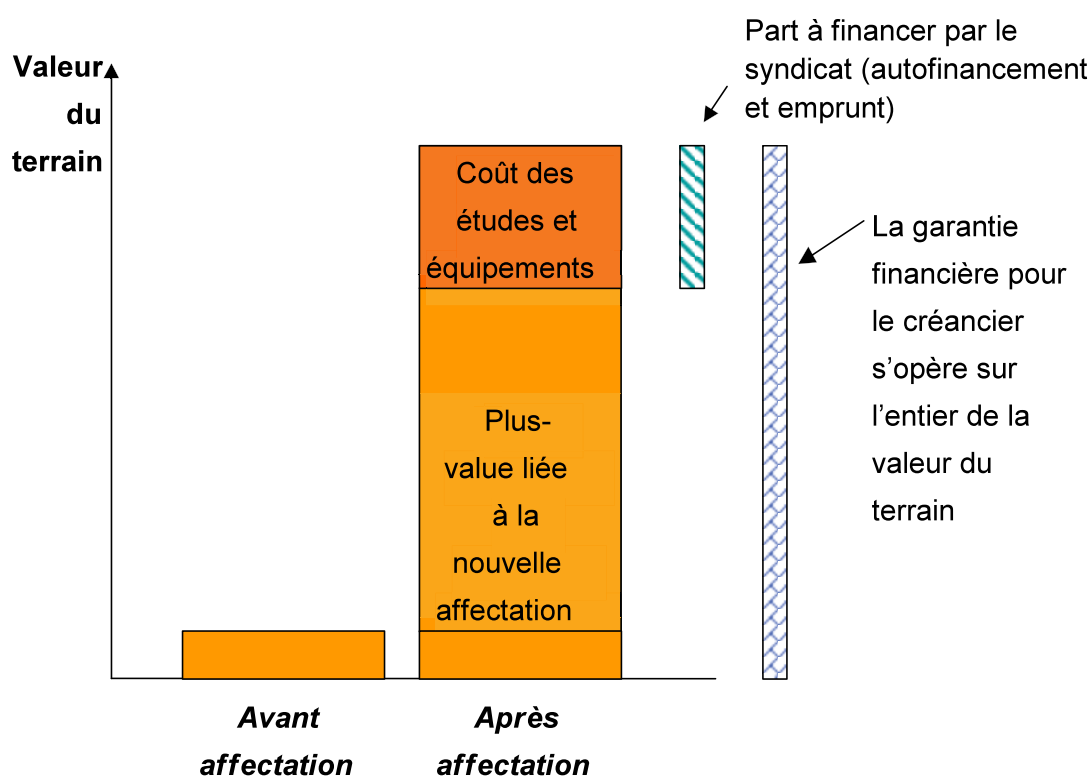 Valeur
du
terrain
Part à financer par le
syndicat (autofinancement
et emprunt)
Coût des
études et
équipements
Plus-
value liée
à la
nouvelle
affectation
La garantie
financière pour
le créancier
s’opère sur
l’entier de la
valeur du
terrain
Avant
affectation
Après
affectation